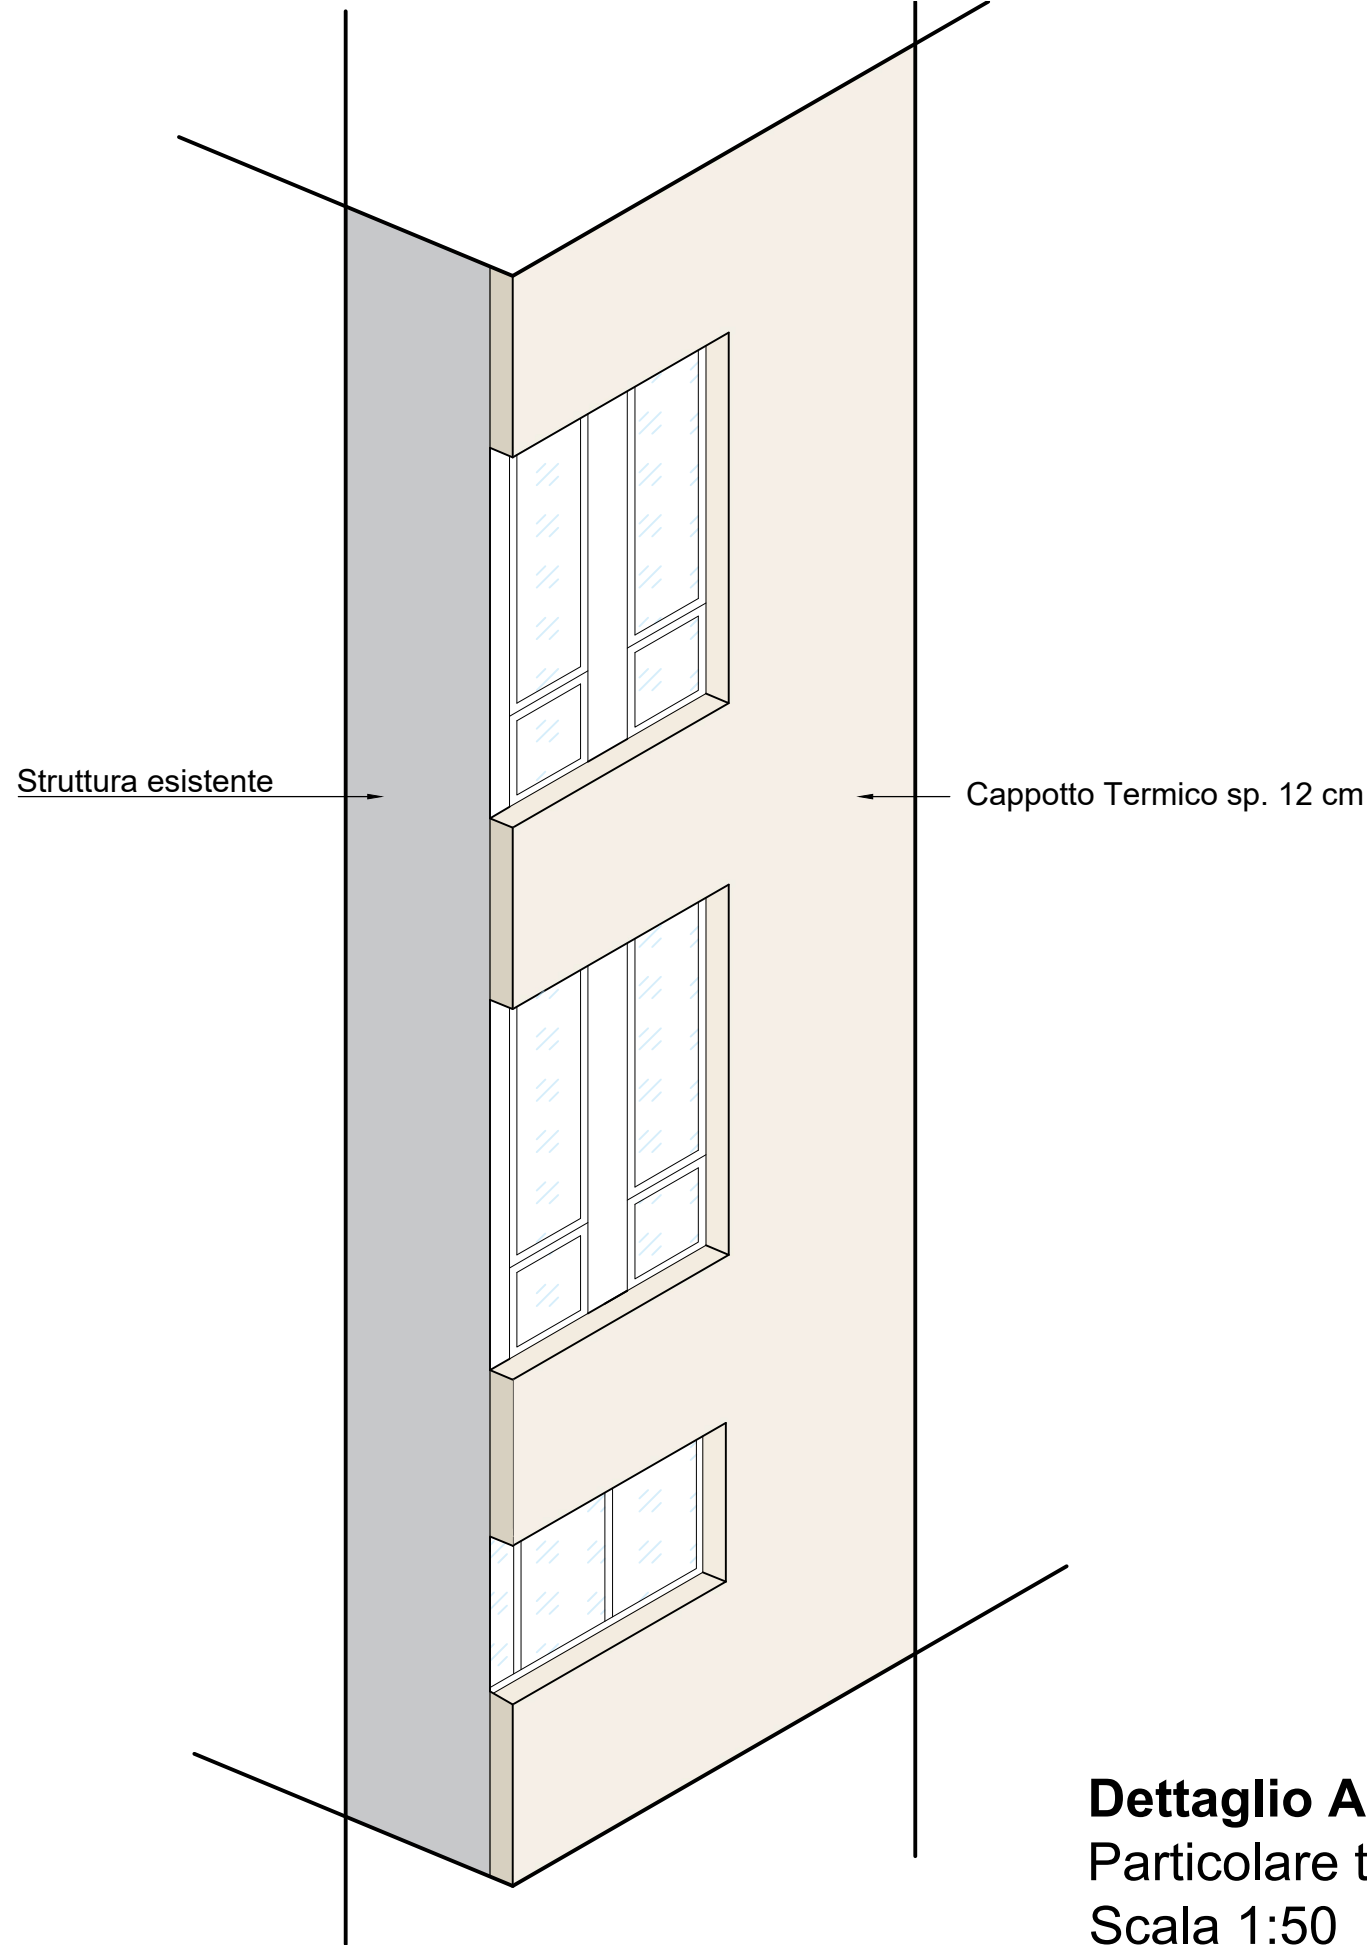 Struttura esistente
Cappotto Termico sp. 12 cm
Dettaglio A
Particolare
Scala 1:50